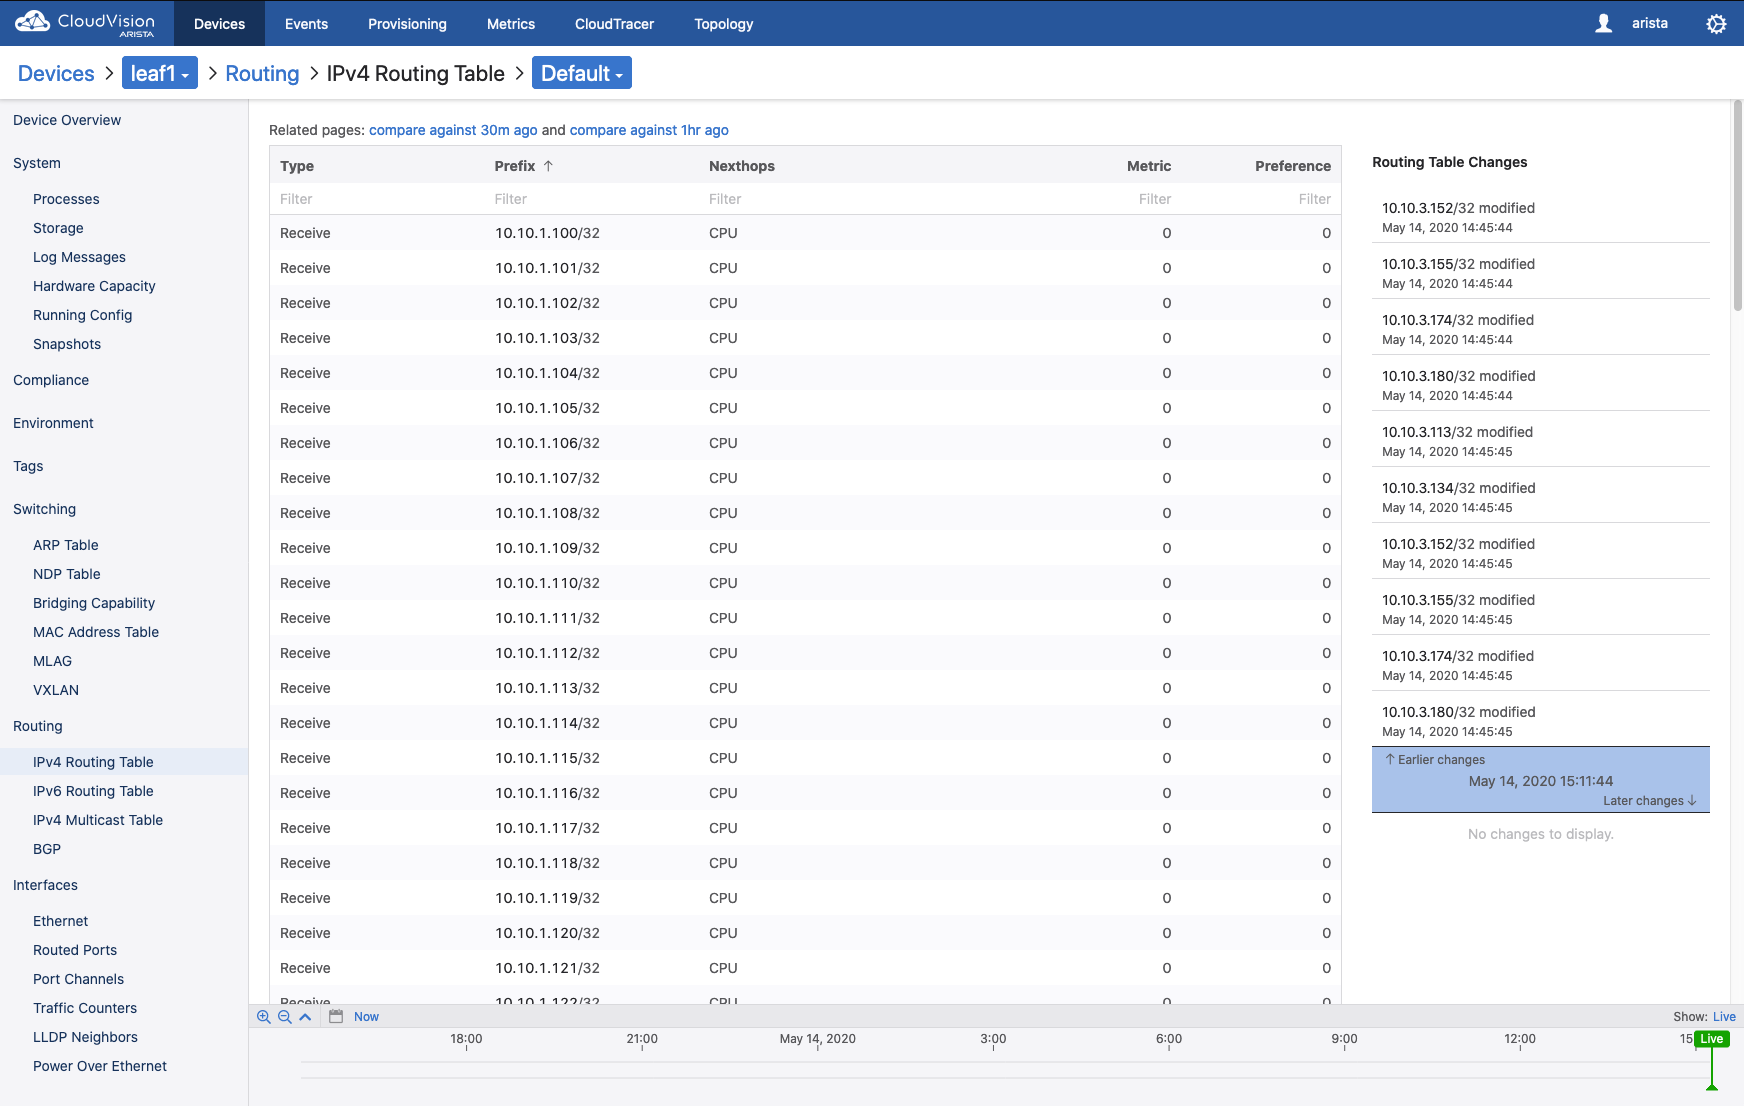 CloudVision
ARISTA
Devices Events Provisioning Metrics CloudTracer Topology arista
Devices > leaf1 > Routing > IPv4 Routing Table > Default
Device Overview
System
Processes
Storage
Log Messages
Hardware Capacity
Running Config
Snapshots
Compliance
Environment
Tags
Switching
ARP Table
NDP Table
Bridging Capability
MAC Address Table
MLAG
VXLAN
Routing
IPv4 Routing Table
IPv6 Routing Table
IPv4 Multicast Table
BGP
Interfaces
Ethernet
Routed Ports
Port Channels
Traffic Counters
LLDP Neighbors
Power Over Ethernet
Related pages: compare against 30m ago and compare against 1hr ago
Type Prefix ↑ Nexthops Metric Preference
Filter Filter Filter Filter Filter
Receive 10.10.1.100/32 CPU 0 0
Receive 10.10.1.101/32 CPU 0 0
Receive 10.10.1.102/32 CPU 0 0
Receive 10.10.1.103/32 CPU 0 0
Receive 10.10.1.104/32 CPU 0 0
Receive 10.10.1.105/32 CPU 0 0
Receive 10.10.1.106/32 CPU 0 0
Receive 10.10.1.107/32 CPU 0 0
Receive 10.10.1.108/32 CPU 0 0
Receive 10.10.1.109/32 CPU 0 0
Receive 10.10.1.110/32 CPU 0 0
Receive 10.10.1.111/32 CPU 0 0
Receive 10.10.1.112/32 CPU 0 0
Receive 10.10.1.113/32 CPU 0 0
Receive 10.10.1.114/32 CPU 0 0
Receive 10.10.1.115/32 CPU 0 0
Receive 10.10.1.116/32 CPU 0 0
Receive 10.10.1.117/32 CPU 0 0
Receive 10.10.1.118/32 CPU 0 0
Receive 10.10.1.119/32 CPU 0 0
Receive 10.10.1.120/32 CPU 0 0
Receive 10.10.1.121/32 CPU 0 0
Receive 10.10.1.122/32 CPU 0 0
Routing Table Changes
10.10.3.152/32 modified
May 14, 2020 14:45:44
10.10.3.155/32 modified
May 14, 2020 14:45:44
10.10.3.174/32 modified
May 14, 2020 14:45:44
10.10.3.180/32 modified
May 14, 2020 14:45:44
10.10.3.113/32 modified
May 14, 2020 14:45:45
10.10.3.134/32 modified
May 14, 2020 14:45:45
10.10.3.152/32 modified
May 14, 2020 14:45:45
10.10.3.155/32 modified
May 14, 2020 14:45:45
10.10.3.174/32 modified
May 14, 2020 14:45:45
10.10.3.180/32 modified
May 14, 2020 14:45:45
↑ Earlier changes
May 14, 2020 15:11:44
Later changes ↓
No changes to display.
Now Show: Live
18:00 21:00 May 14, 2020 3:00 6:00 9:00 12:00 15 Live